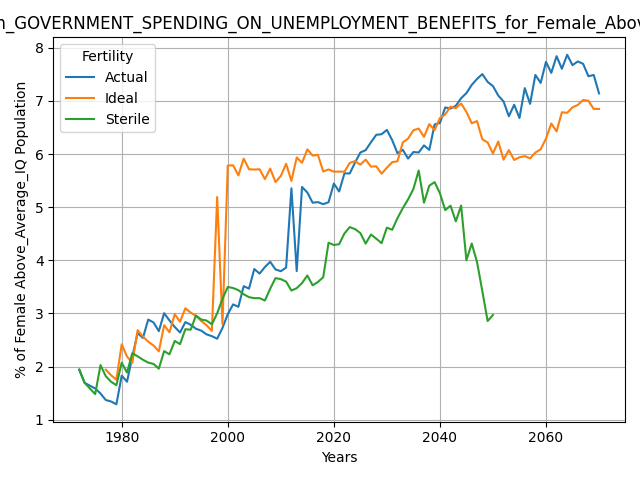 n_GOVERNMENT_SPENDING_ON_UNEMPLOYMENT_BENEFITS_for_Female_Abov
Fertility
Actual
Ideal
Sterile
% of Female Above_Average_IQ Population
8
7
6
5
4
3
2
1
1980 2000 2020 2040 2060
Years